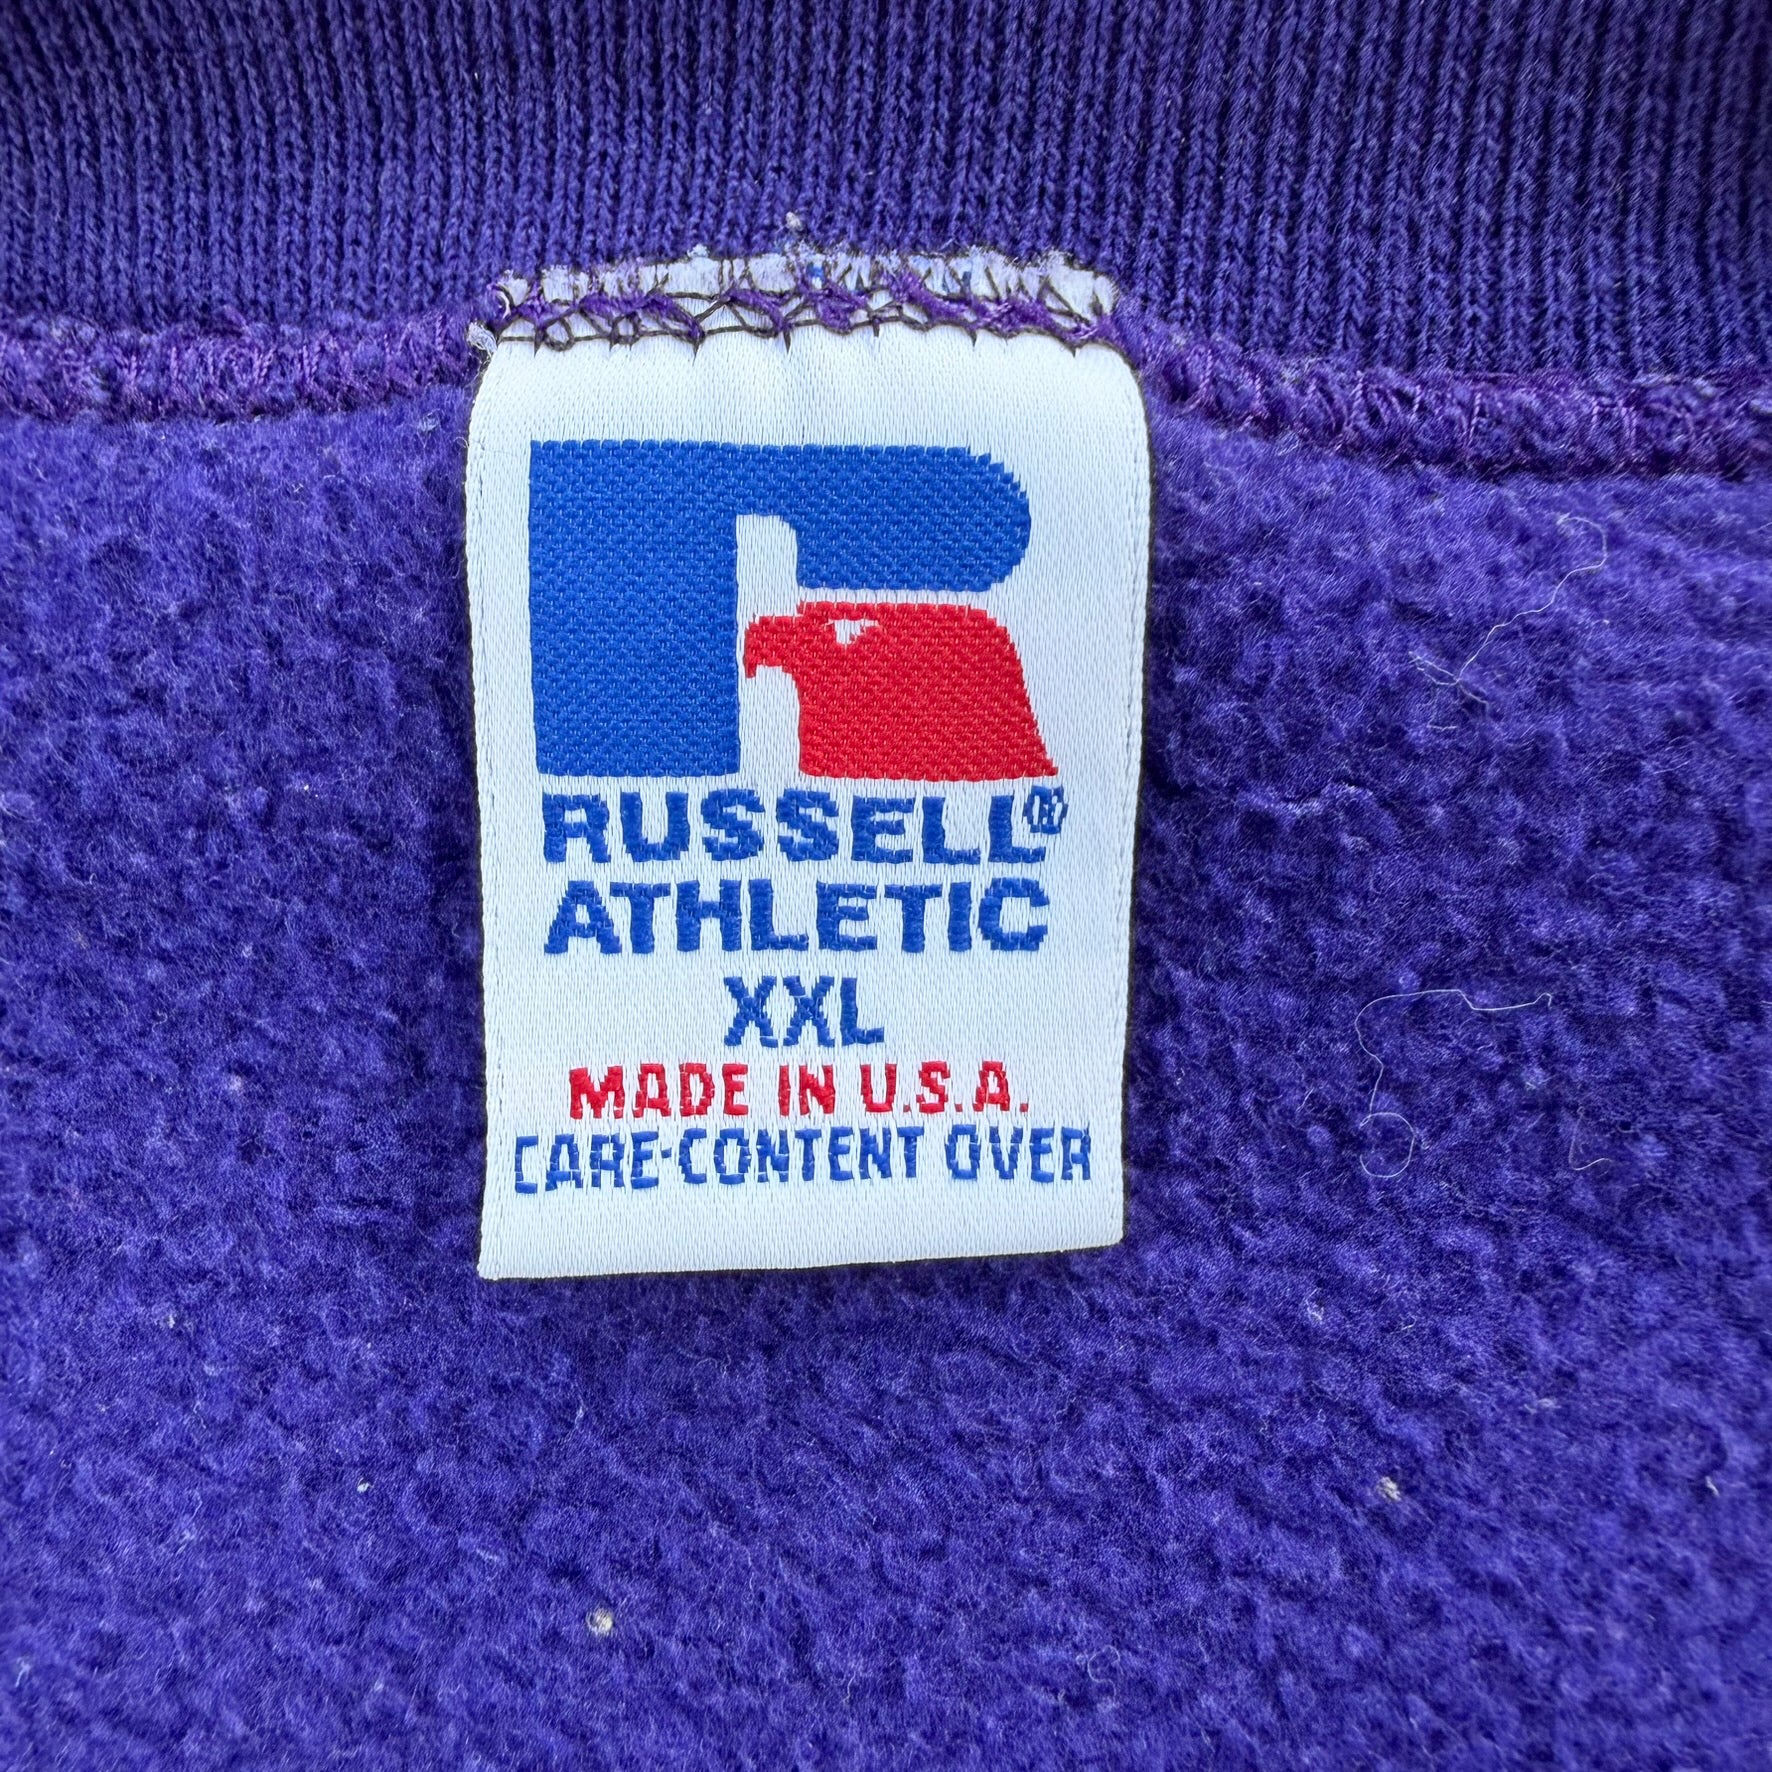 RUSSELL®
ATHLETIC
XXL
MADE IN U.S.A.
CARE-CONTENT OVER